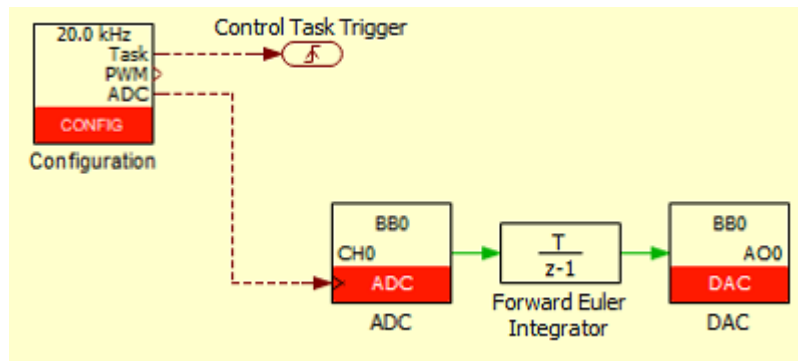 20.0 kHz
Task
PWM
ADC
CONFIG
Configuration
Control Task Trigger
BB0
CH0
ADC
ADC
T
z-1
Forward Euler
Integrator
BB0
AO0
DAC
DAC